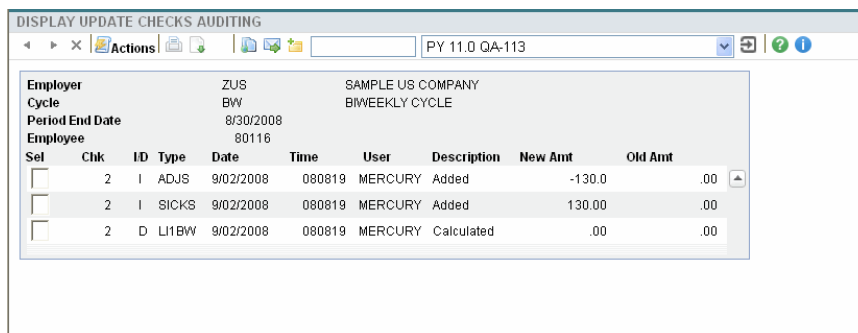 DISPLAY UPDATE CHECKS AUDITING
Actions PY 11.0 QA-113
Employer ZUS SAMPLE US COMPANY
Cycle BW BIWEEKLY CYCLE
Period End Date 8/30/2008
Employee 80116
Sel Chk I/D Type Date Time User Description New Amt Old Amt
2 I ADJS 9/02/2008 080819 MERCURY Added -130.0 .00
2 I SICKS 9/02/2008 080819 MERCURY Added 130.00 .00
2 D LI1BW 9/02/2008 080819 MERCURY Calculated .00 .00